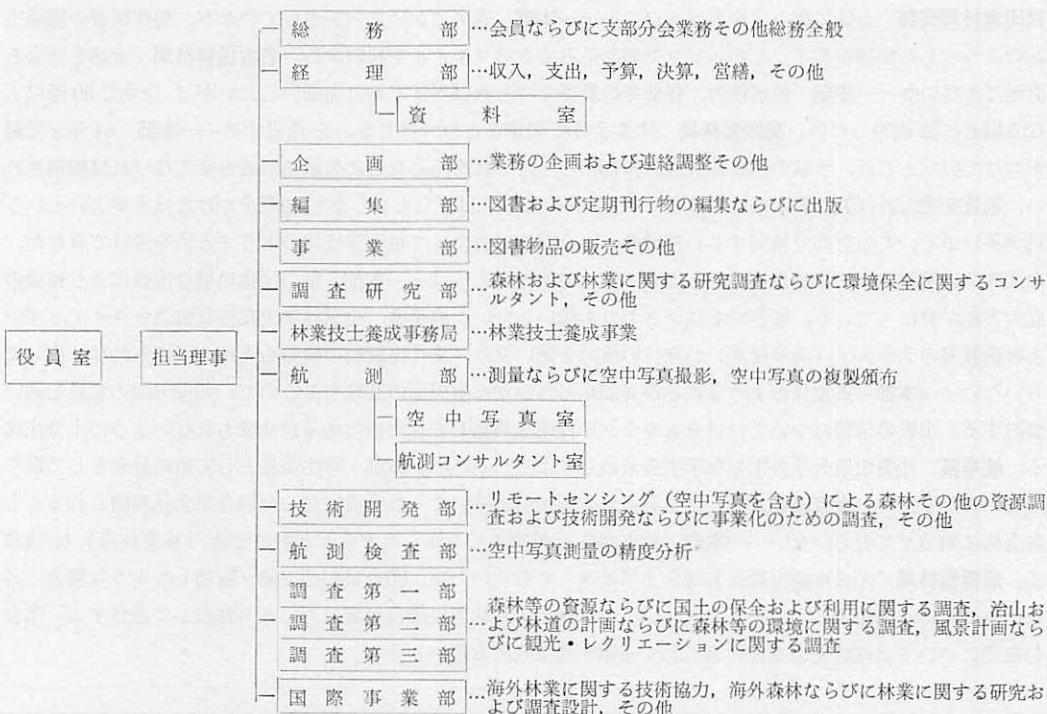 総務部…会員ならびに支部分会業務その他総務全般
経理部…収入，支出，予算，決算，営繕，その他
資料室
企画部…業務の企画および連絡調整その他
編集部…図書および定期刊行物の編集ならびに出版
事業部…図書物品の販売その他
調査研究部…森林および林業に関する研究調査ならびに環境保全に関するコンサ
ルタント，その他
役員室 担当理事 林業技士養成事務局…林業技士養成事業
航測部…測量ならびに空中写真撮影，空中写真の複製頒布
空中写真室
航測コンサルタント室
技術開発部…リモートセンシング（空中写真を含む）による森林その他の資源調
査および技術開発ならびに事業化のための調査，その他
航測検査部…空中写真測量の精度分析
調査第一部
調査第二部
調査第三部
森林等の資源ならびに国土の保全および利用に関する調査，治山お
よび林道の計画ならびに森林等の環境に関する調査，風景計画なら
びに観光・レクリエーションに関する調査
国際事業部…海外林業に関する技術協力，海外森林ならびに林業に関する研究お
よび調査設計，その他